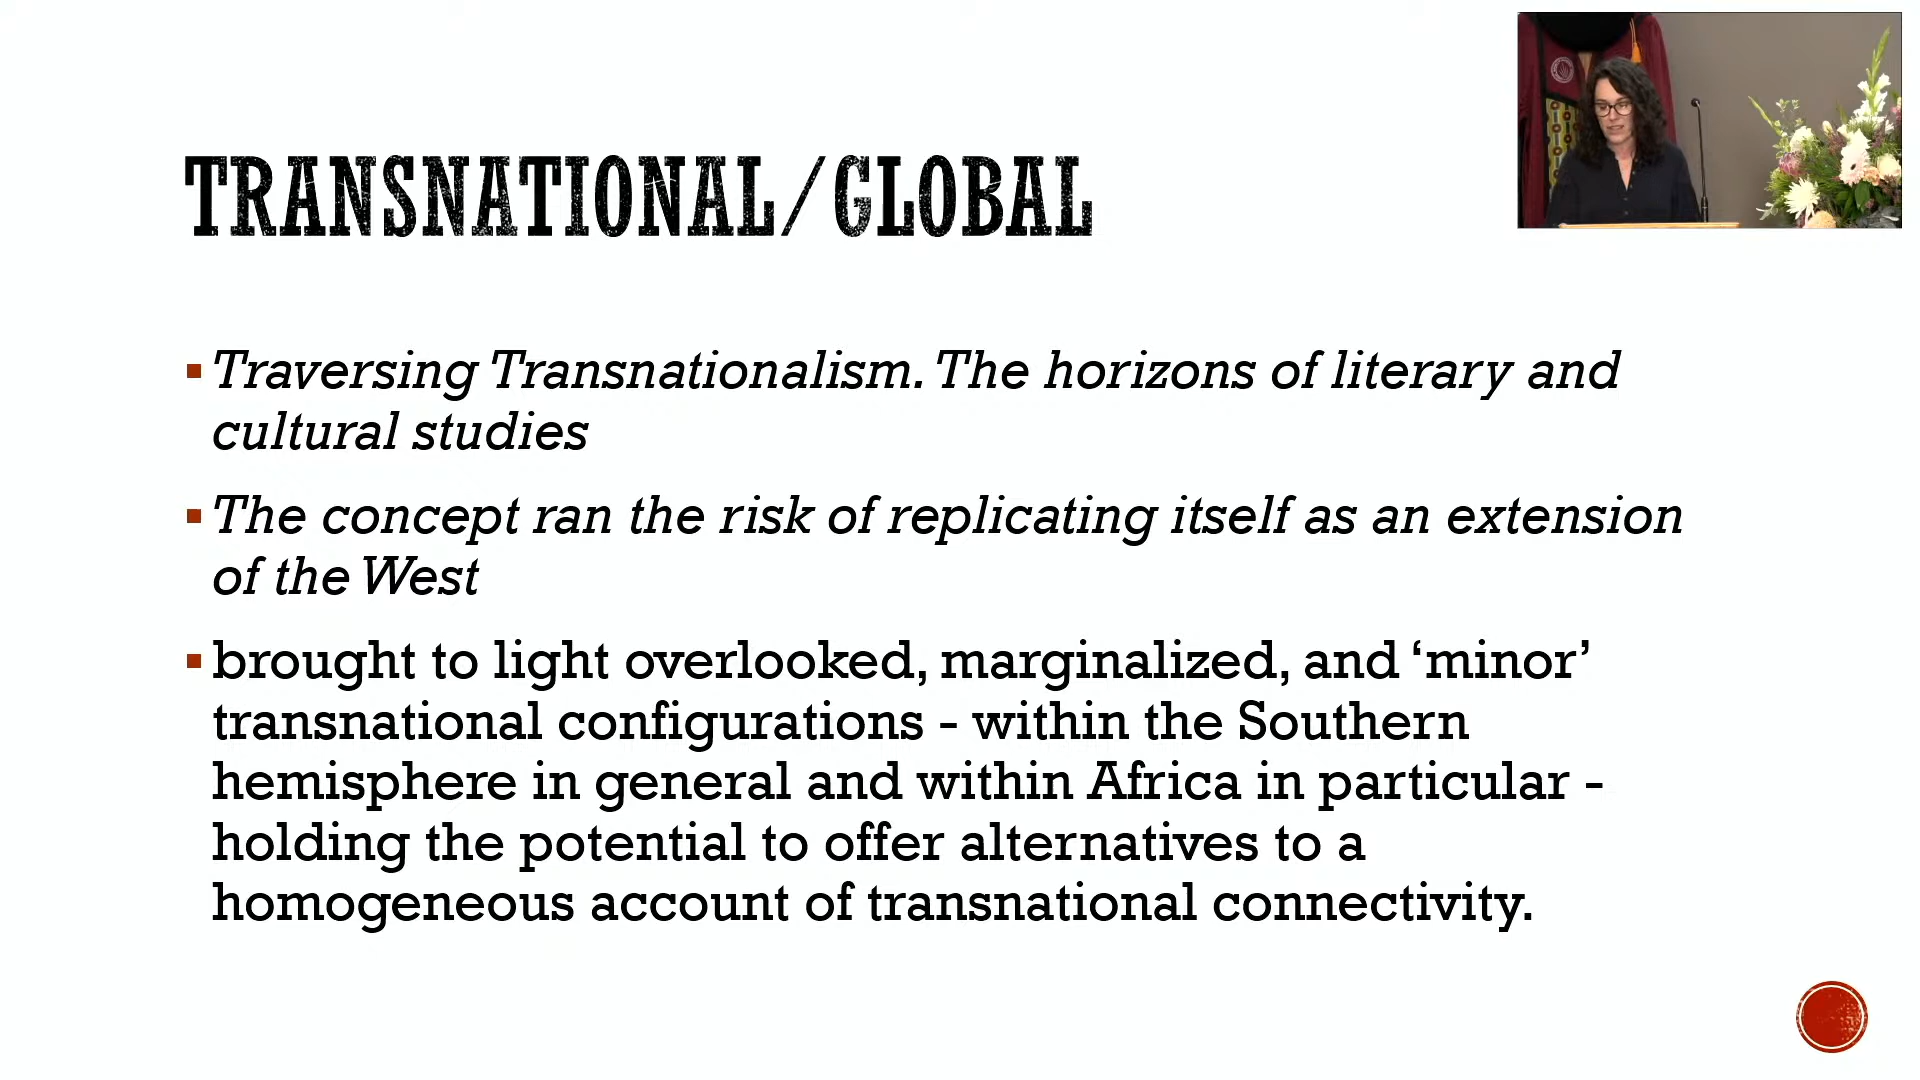 TRANSNATIONAL/GLOBAL
Traversing Transnationalism. The horizons of literary and
cultural studies
The concept ran the risk of replicating itself as an extension
of the West
brought to light overlooked, marginalized, and ‘minor’
transnational configurations - within the Southern
hemisphere in general and within Africa in particular -
holding the potential to offer alternatives to a
homogeneous account of transnational connectivity.